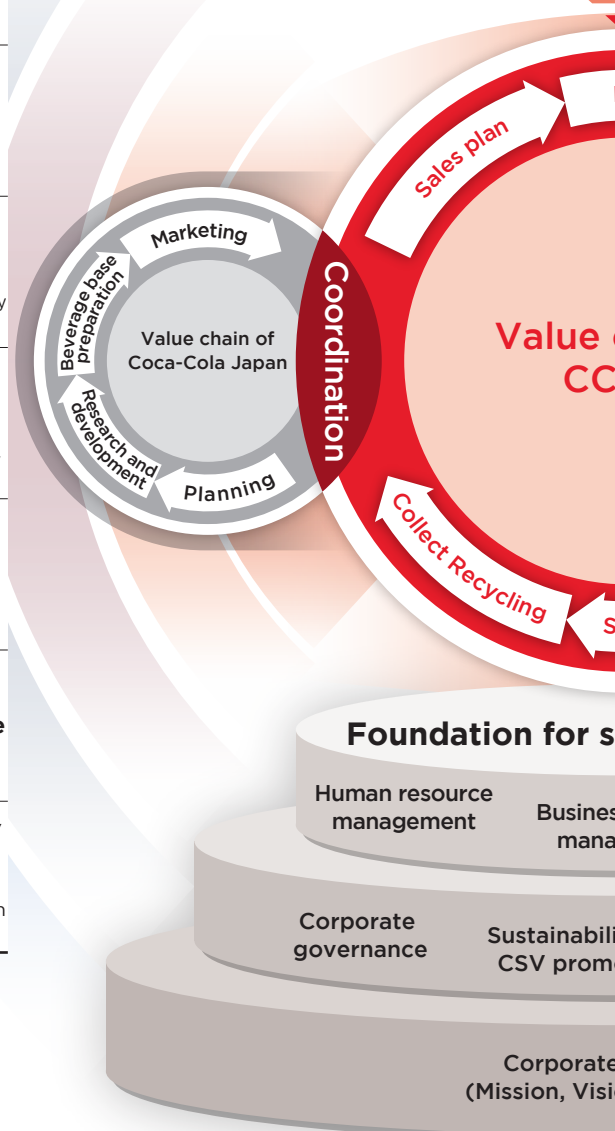 Sales plan
Marketing
Beverage base
preparation
Value chain of
Coca-Cola Japan
Research and
development
Planning
Coordination
Value
CC
Collect Recycling
S
Foundation for s
Human resource
management
Busines
mana
Corporate
governance
Sustainabili
CSV prom
Corporate
(Mission, Visi